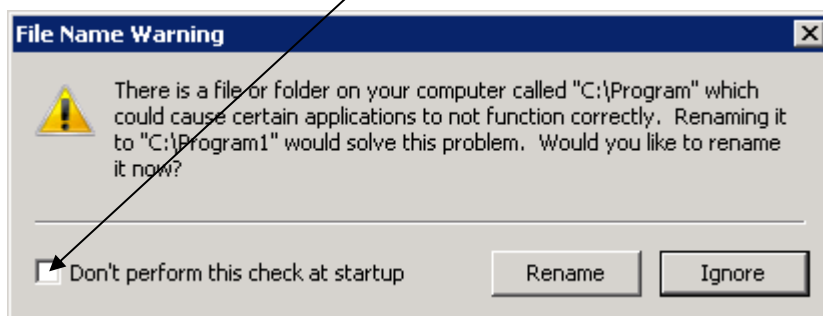 File Name Warning
There is a file or folder on your computer called "C:\Program" which
could cause certain applications to not function correctly.  Renaming it
to "C:\Program1" would solve this problem.  Would you like to rename
it now?
Don't perform this check at startup
Rename
Ignore